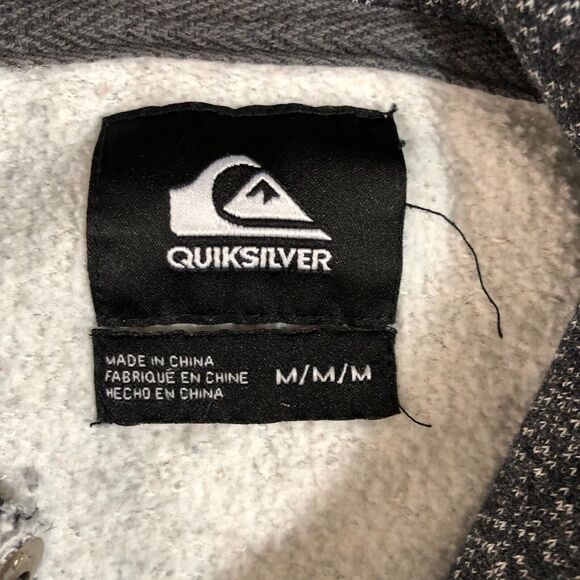 QUIKSILVER
MADE IN CHINA
FABRIQUÉ EN CHINE
HECHO EN CHINA
M/M/M